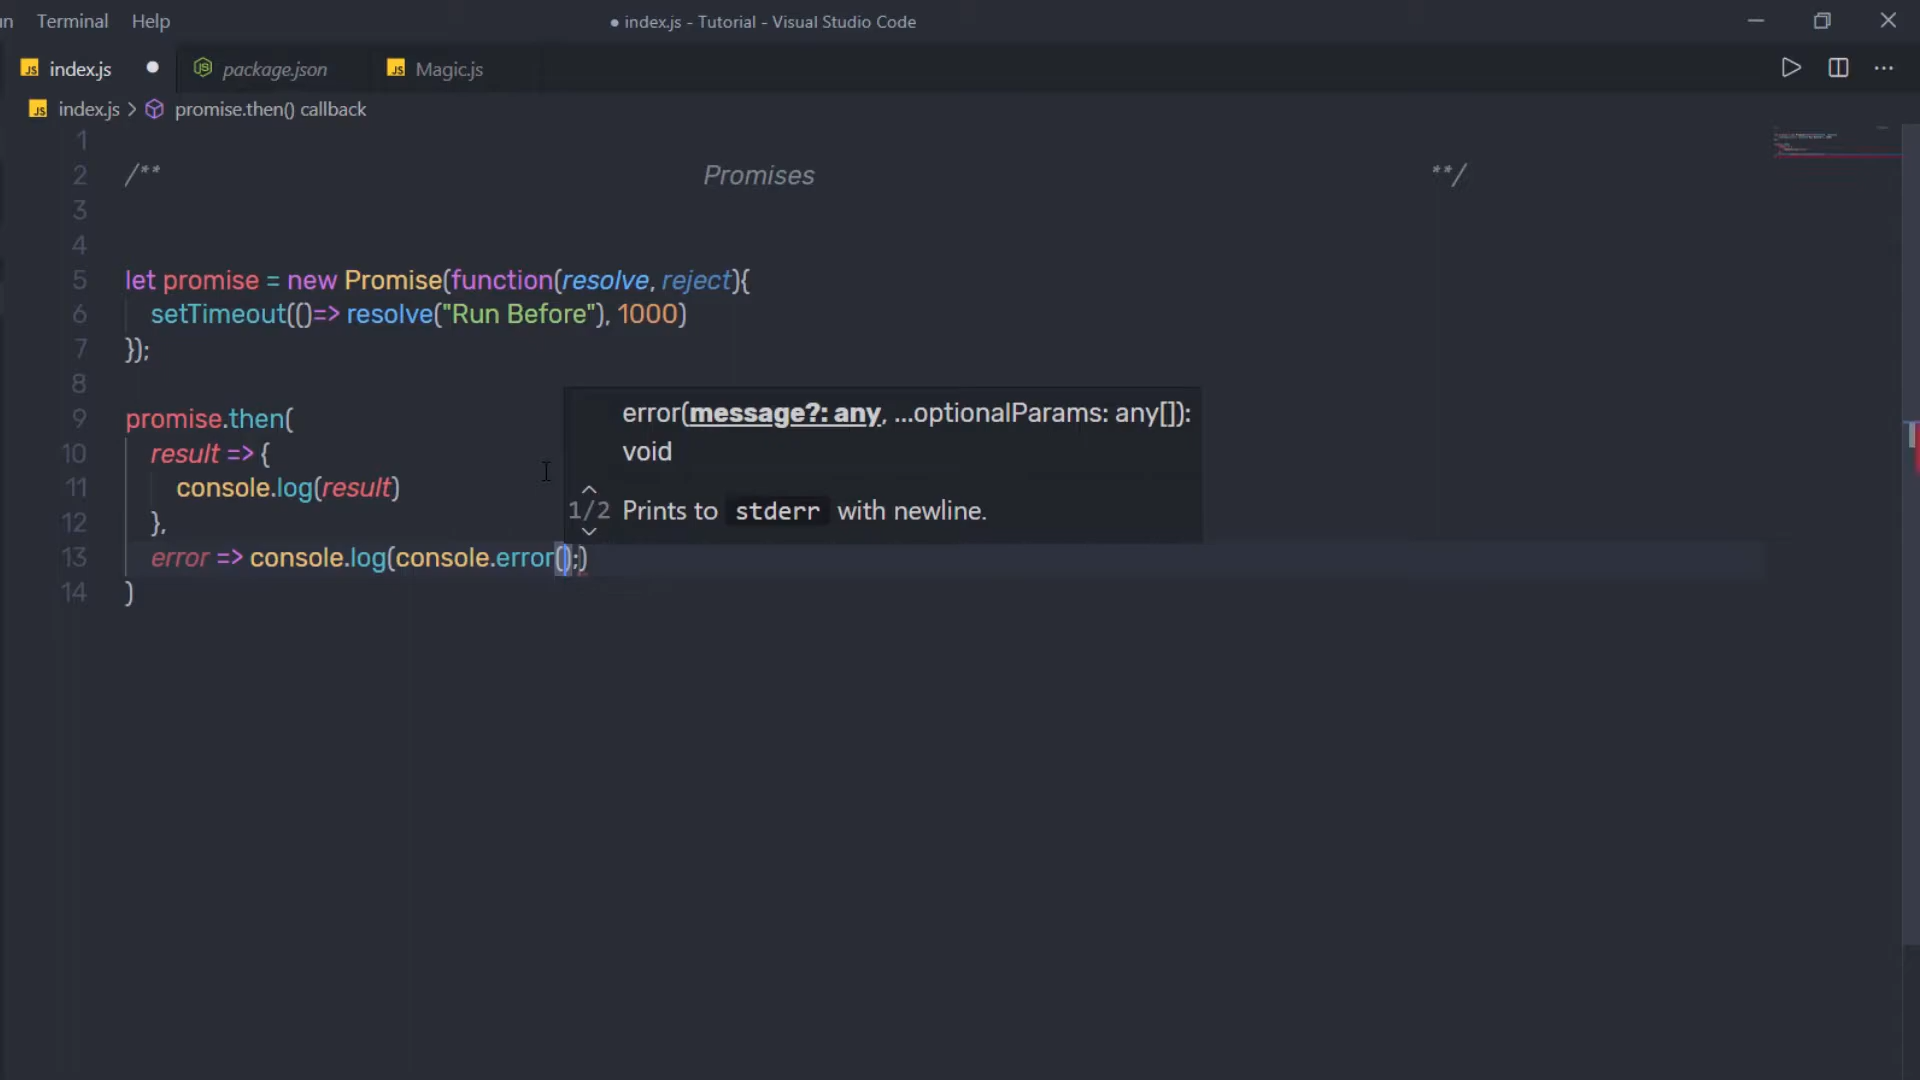 Terminal Help ● index.js - Tutorial - Visual Studio Code
JS index.js ● package.json JS Magic.js ...
JS index.js > promise.then() callback
1
2 /** Promises **/
3
4
5 let promise = new Promise(function(resolve, reject){
6 setTimeout(()=> resolve("Run Before"), 1000)
7 });
8
9 promise.then(
10 result => {
11 console.log(result)
12 },
13 error => console.log(console.error();)
14 )
error(message?: any, ...optionalParams: any[]):
void
1/2 Prints to stderr with newline.